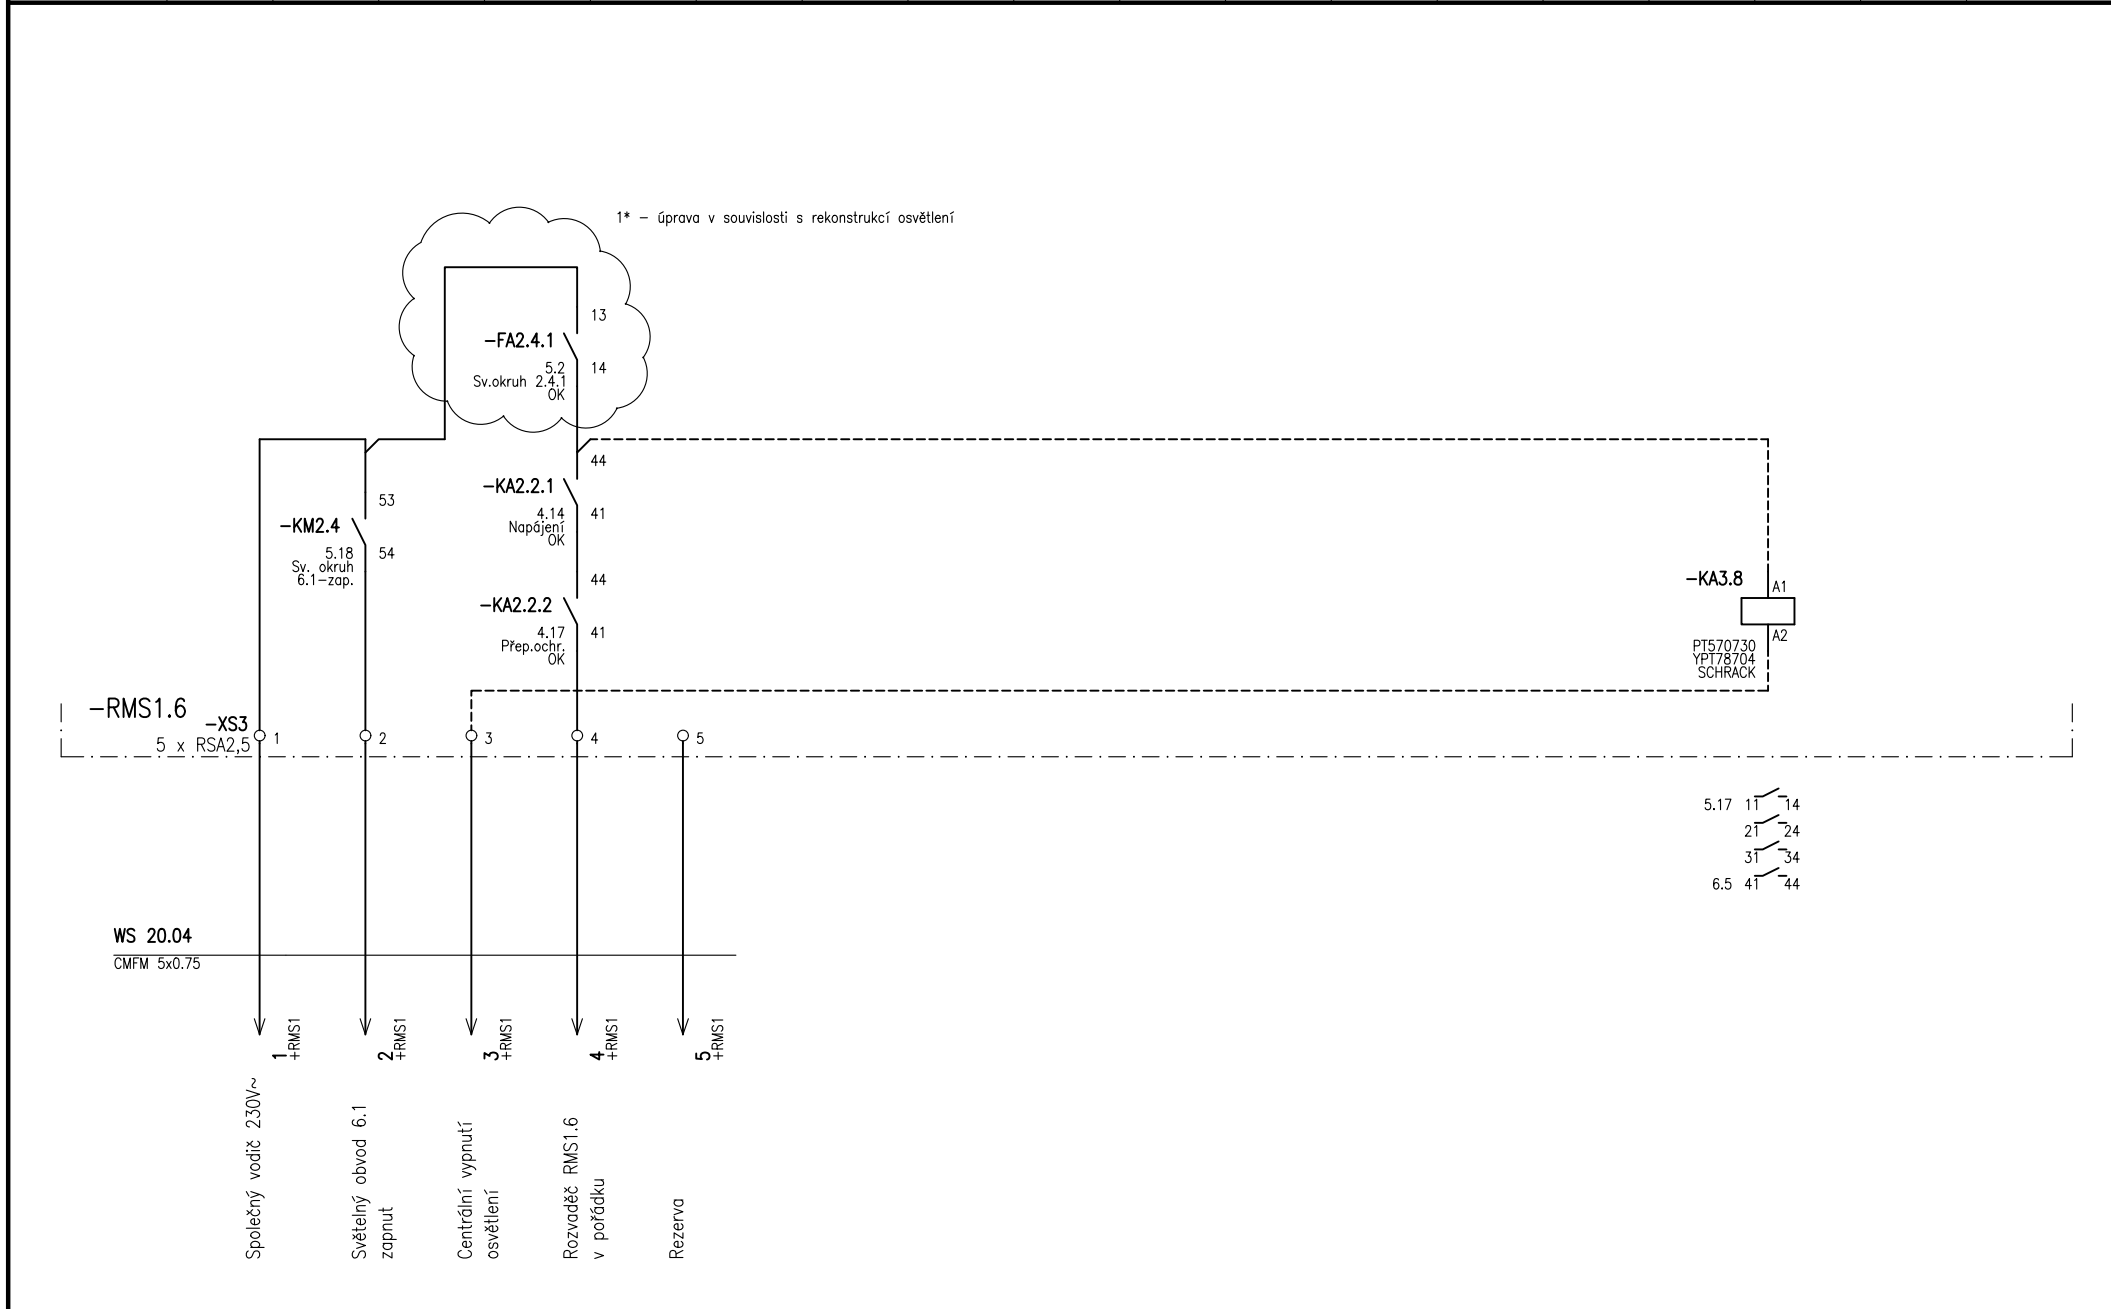 1* – úprava v souvislosti s rekonstrukcí osvětlení
13
–FA2.4.1
5.2
14
Sv.okruh 2.4.1
OK
44
–KA2.2.1
4.14
41
Napájení
OK
53
–KM2.4
5.18
54
Sv. okruh
6.1–zap.
44
–KA2.2.2
4.17
41
Přep.ochr.
OK
–KA3.8
A1
A2
PT570730
YPT78704
SCHRACK
–RMS1.6
–XS3
5 x RSA2,5
1
2
3
4
5
5.17 11 14
21 24
31 34
6.5 41 44
WS 20.04
CMFM 5x0.75
1
+RMS1
2
+RMS1
3
+RMS1
4
+RMS1
5
+RMS1
Společný vodič 230V~
Světelný obvod 6.1
zapnut
Centrální vypnutí
osvětlení
Rozvaděč RMS1.6
v pořádku
Rezerva